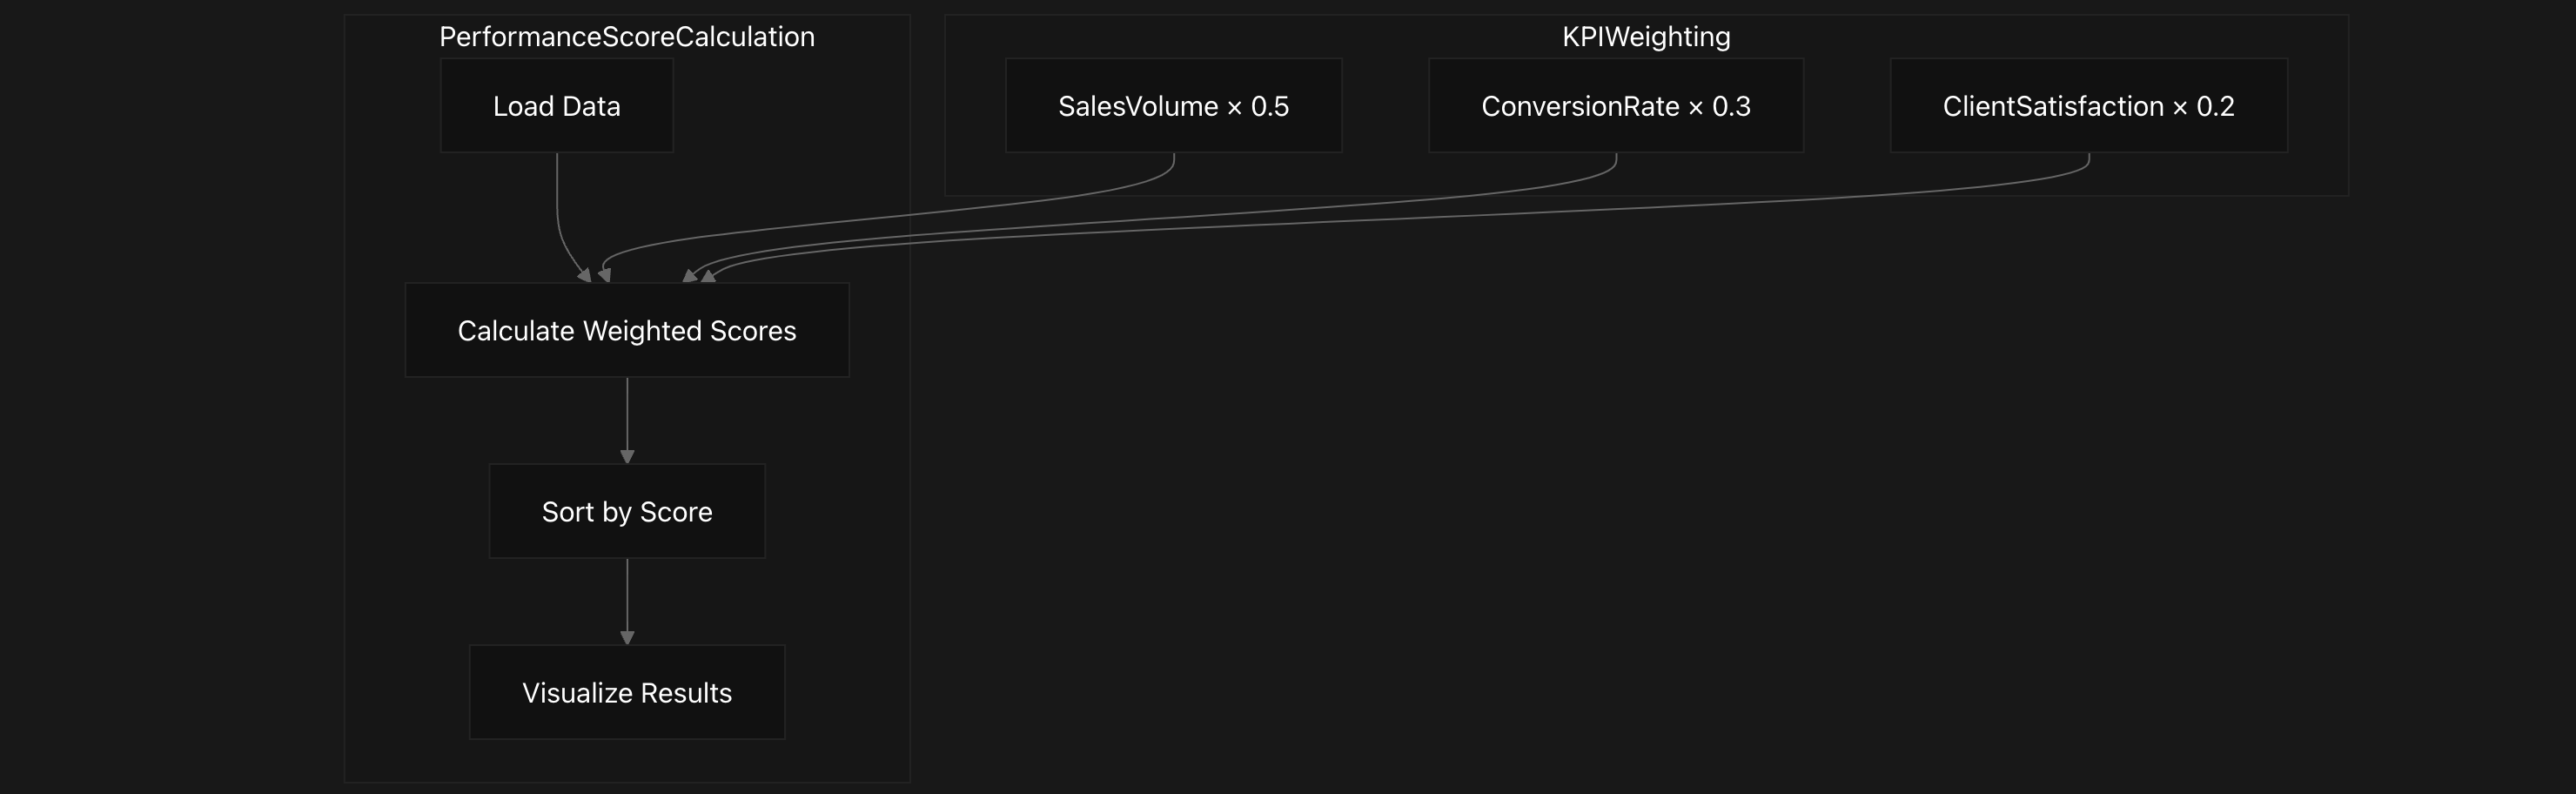 PerformanceScoreCalculation
Load Data
Calculate Weighted Scores
Sort by Score
Visualize Results
KPIWeighting
SalesVolume × 0.5
ConversionRate × 0.3
ClientSatisfaction × 0.2